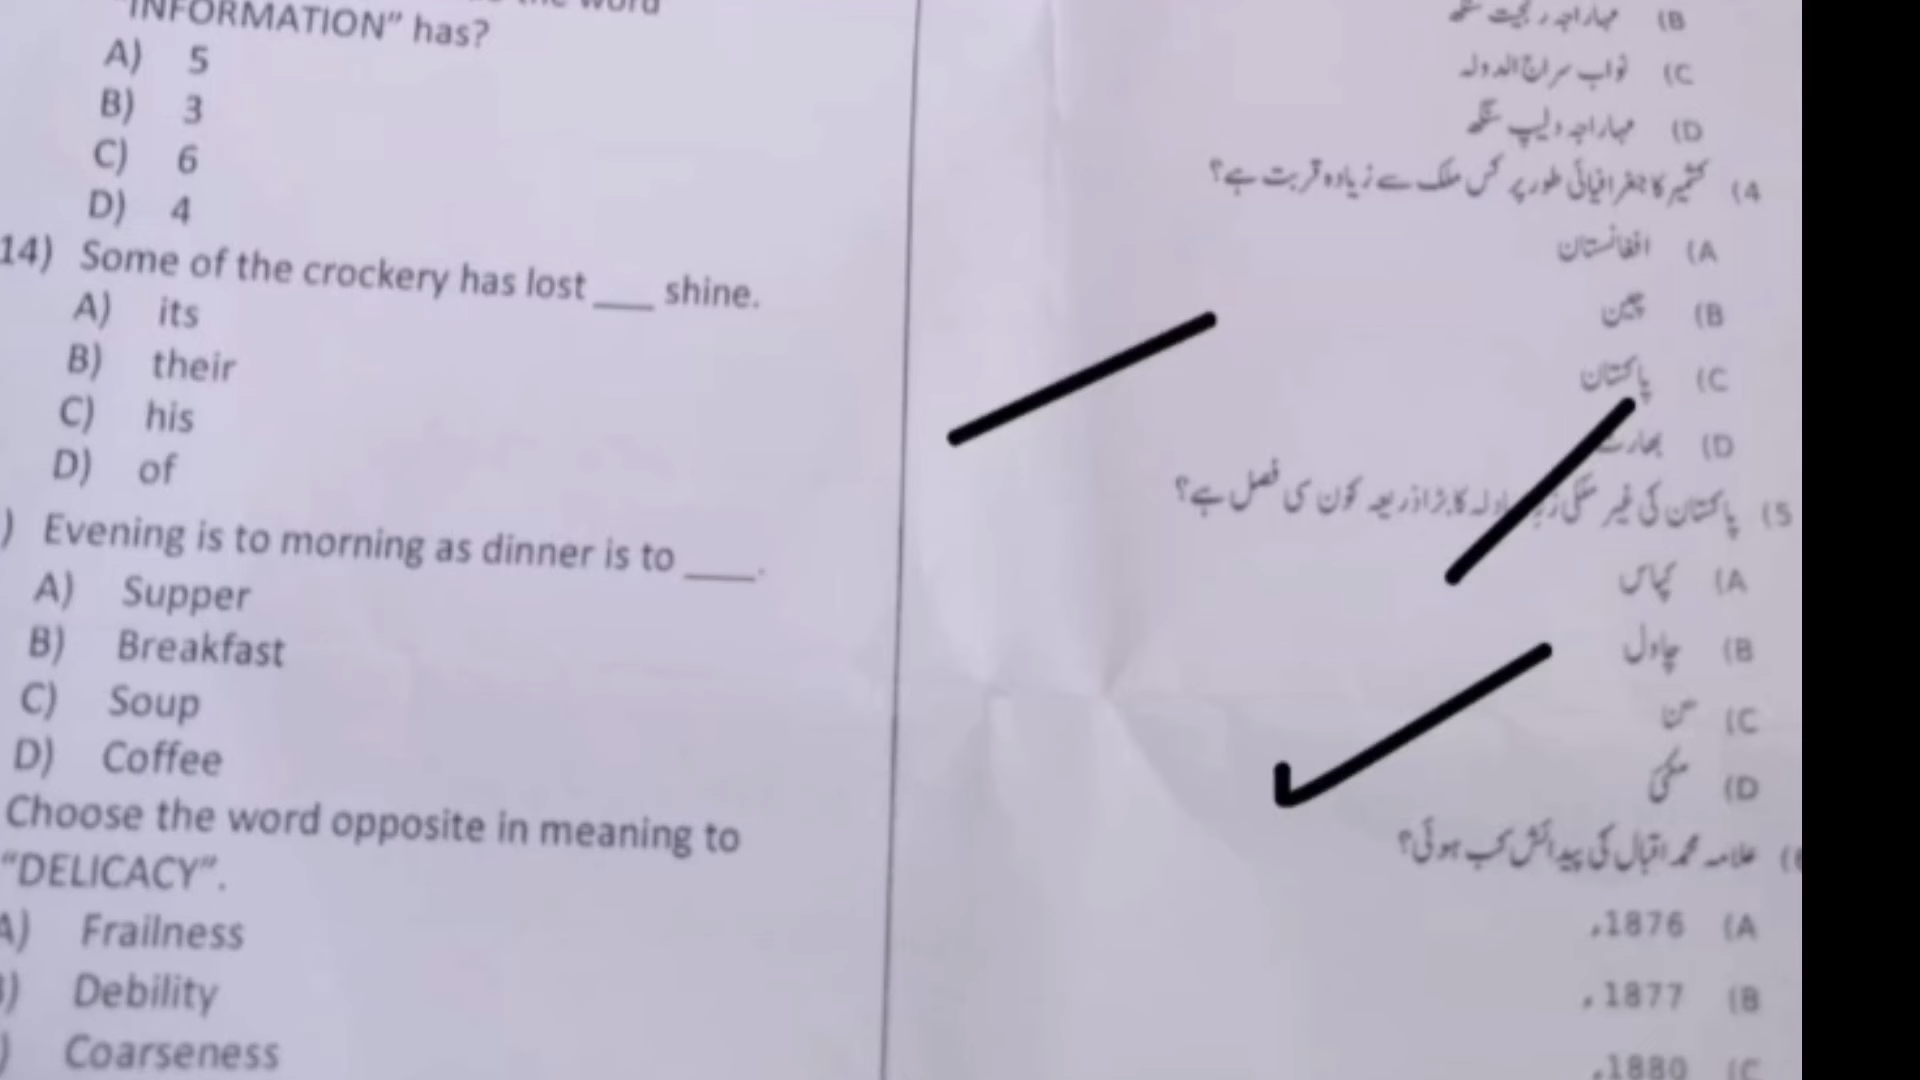 word
"INFORMATION" has?
A) 5
B) 3
C) 6
D) 4
14) Some of the crockery has lost ___ shine.
A) its
B) their
C) his
D) of
) Evening is to morning as dinner is to ____.
A) Supper
B) Breakfast
C) Soup
D) Coffee
Choose the word opposite in meaning to
"DELICACY".
A) Frailness
) Debility
) Coarseness
B) مہاراجہ رنجیت سنگھ
C) نواب سراج الدولہ
D) مہاراجہ دلیپ سنگھ
4) کشمیر کا جغرافیائی طور پر کس ملک سے زیادہ قربت ہے؟
A) افغانستان
B) چین
C) پاکستان
D) بھارت
5) پاکستان کی غیر ملکی زرمبادلہ کا بڑا ذریعہ کون سی فصل ہے؟
A) کپاس
B) چاول
C)
D) مکئی
6) علامہ محمد اقبال کی پیدائش کب ہوئی؟
A) 1876ء
B) 1877ء
C) 1880ء